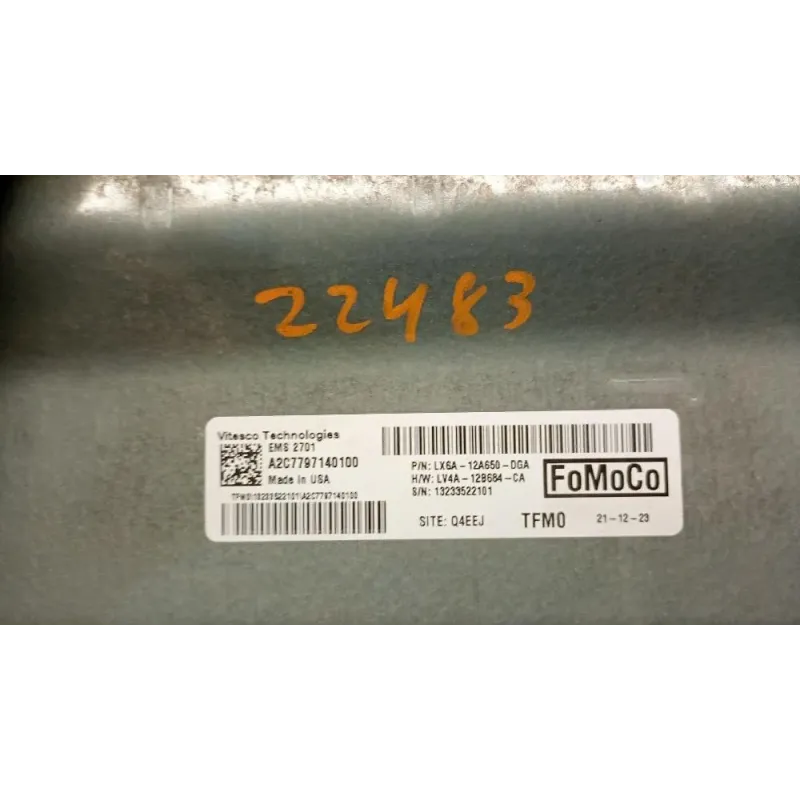 22483
Vitesco Technologies
EMS 2701
A2C7797140100
Made in USA
P/N: LX6A-12A650-DGA
H/W: LV4A-12B684-CA
S/N: 13233522101
FoMoCo
SITE: Q4EEJ
TFM0
21-12-23